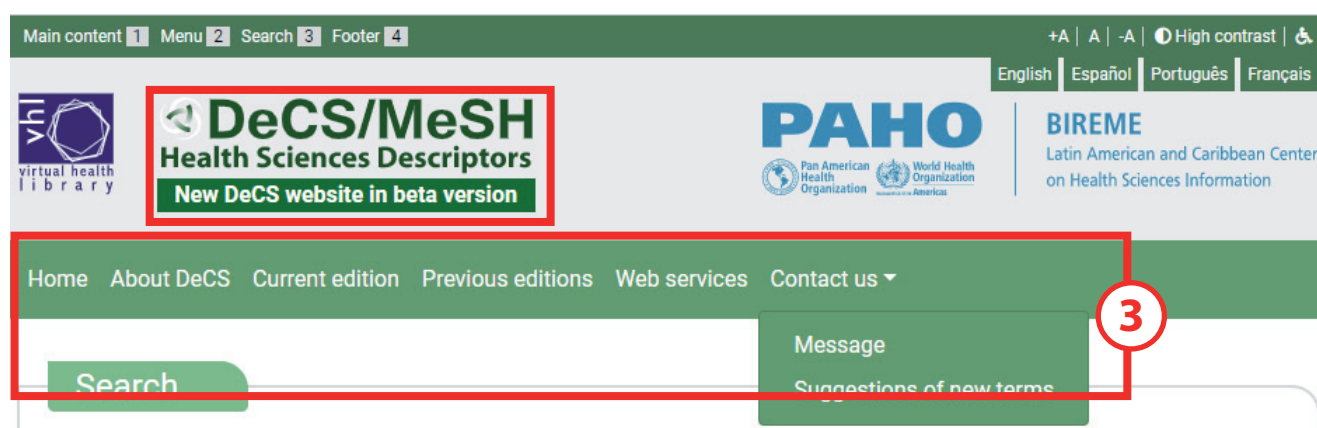 Main content 1 Menu 2 Search 3 Footer 4
+A | A | -A | High contrast |
English Español Português Français
vhl
virtual health
library
DeCS/MeSH
Health Sciences Descriptors
New DeCS website in beta version
PAHO
Pan American
Health
Organization
World Health
Organization
Americas
BIREME
Latin America and Caribbean Center
on Health Sciences Information
Home About DeCS Current edition Previous editions Web services Contact us
3
Message
Suggestions of new terms
Search